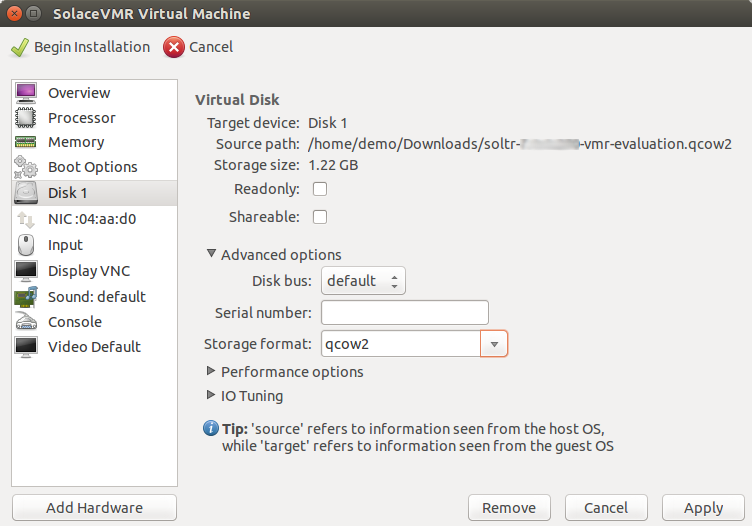 SolaceVMR Virtual Machine
Begin Installation
Cancel
Overview
Processor
Memory
Boot Options
Disk 1
NIC :04:aa:d0
Input
Display VNC
Sound: default
Console
Video Default
Add Hardware
Virtual Disk
Target device: Disk 1
Source path: /home/demo/Downloads/soltr- -vmr-evaluation.qcow2
Storage size: 1.22 GB
Readonly:
Shareable:
Advanced options
Disk bus: default
Serial number:
Storage format: qcow2
Performance options
IO Tuning
Tip: 'source' refers to information seen from the host OS,
while 'target' refers to information seen from the guest OS
Remove
Cancel
Apply